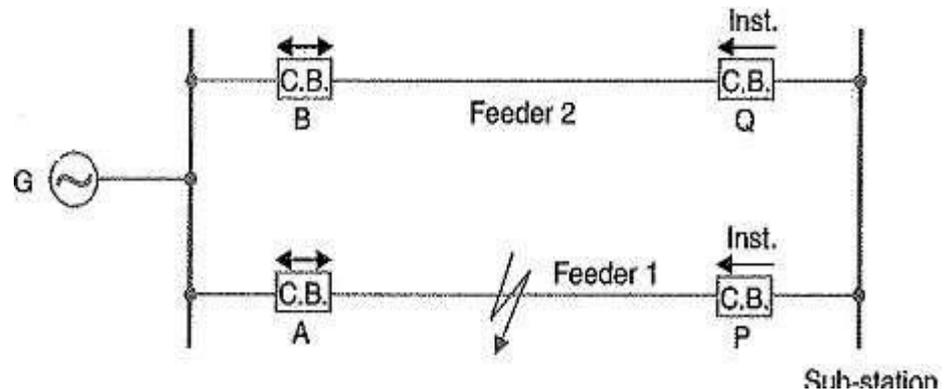 Inst.
C.B.
C.B.
B
Feeder 2
Q
G
Inst.
Feeder 1
C.B.
C.B.
A
P
Sub-station